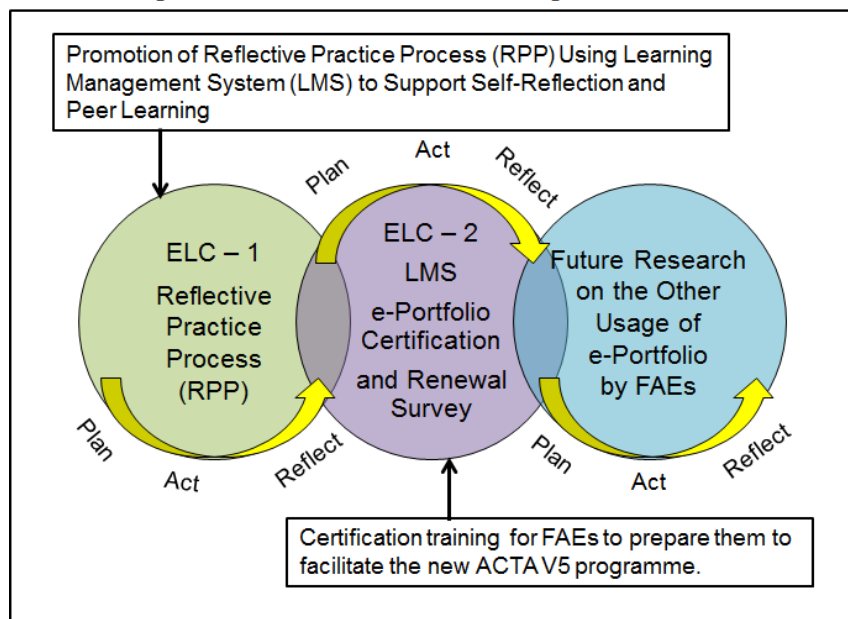 Promotion of Reflective Practice Process (RPP) Using Learning
Management System (LMS) to Support Self-Reflection and
Peer Learning
Plan
Act
Reflect
ELC – 1
Reflective
Practice
Process
(RPP)
ELC – 2
LMS
e-Portfolio
Certification
and Renewal
Survey
Future Research
on the Other
Usage of
e-Portfolio
by FAEs
Plan
Act
Reflect
Plan
Act
Reflect
Certification training for FAEs to prepare them to
facilitate the new ACTA V5 programme.